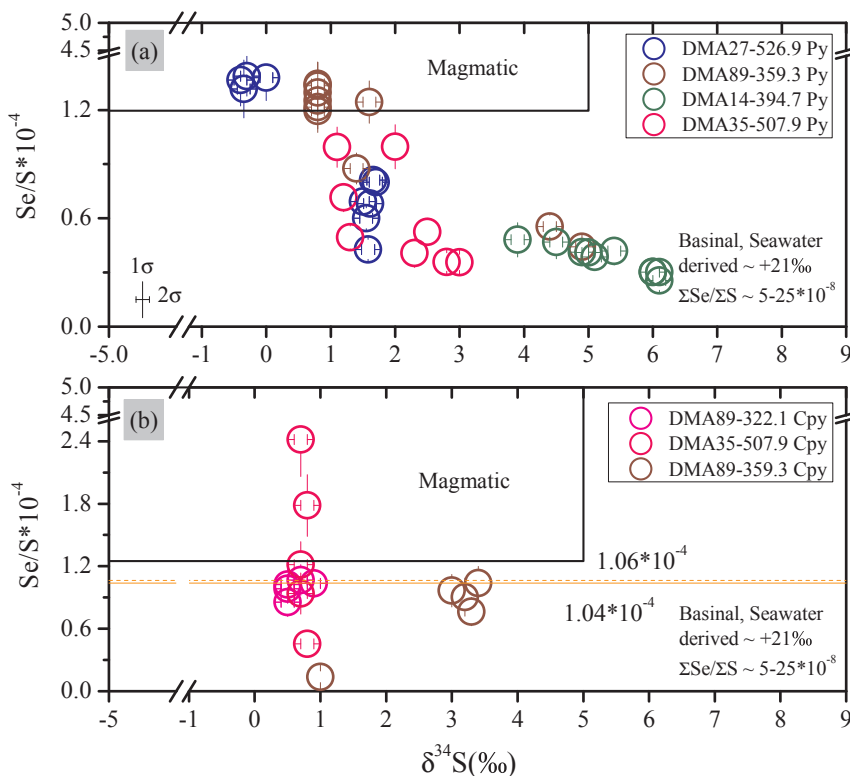 5.0
4.5
(a)
Magmatic
DMA27-526.9 Py
DMA89-359.3 Py
DMA14-394.7 Py
DMA35-507.9 Py
1.2
Se/S*10⁻⁴
0.6
Basinal, Seawater
derived ~ +21‰
ΣSe/ΣS ~ 5-25*10⁻⁸
1σ
2σ
0.0
-5.0 0 1 2 3 4 5 6 7 8 9
5.0
4.5
(b)
DMA89-322.1 Cpy
DMA35-507.9 Cpy
DMA89-359.3 Cpy
2.4
Magmatic
1.8
Se/S*10⁻⁴
1.2
1.06*10⁻⁴
1.04*10⁻⁴
0.6
Basinal, Seawater
derived ~ +21‰
ΣSe/ΣS ~ 5-25*10⁻⁸
0.0
-5 -1 0 1 2 3 4 5 6 7 8 9
δ³⁴S(‰)